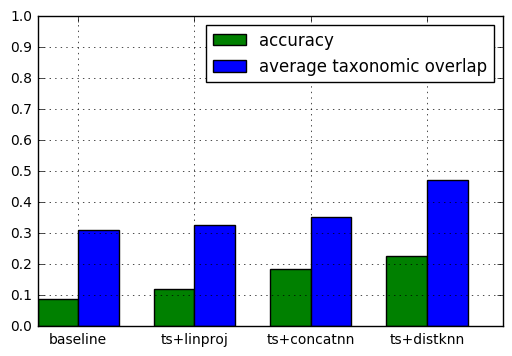 1.0
0.9
0.8
0.7
0.6
0.5
0.4
0.3
0.2
0.1
0.0
accuracy
average taxonomic overlap
baseline
ts+linproj
ts+concatnn
ts+distknn